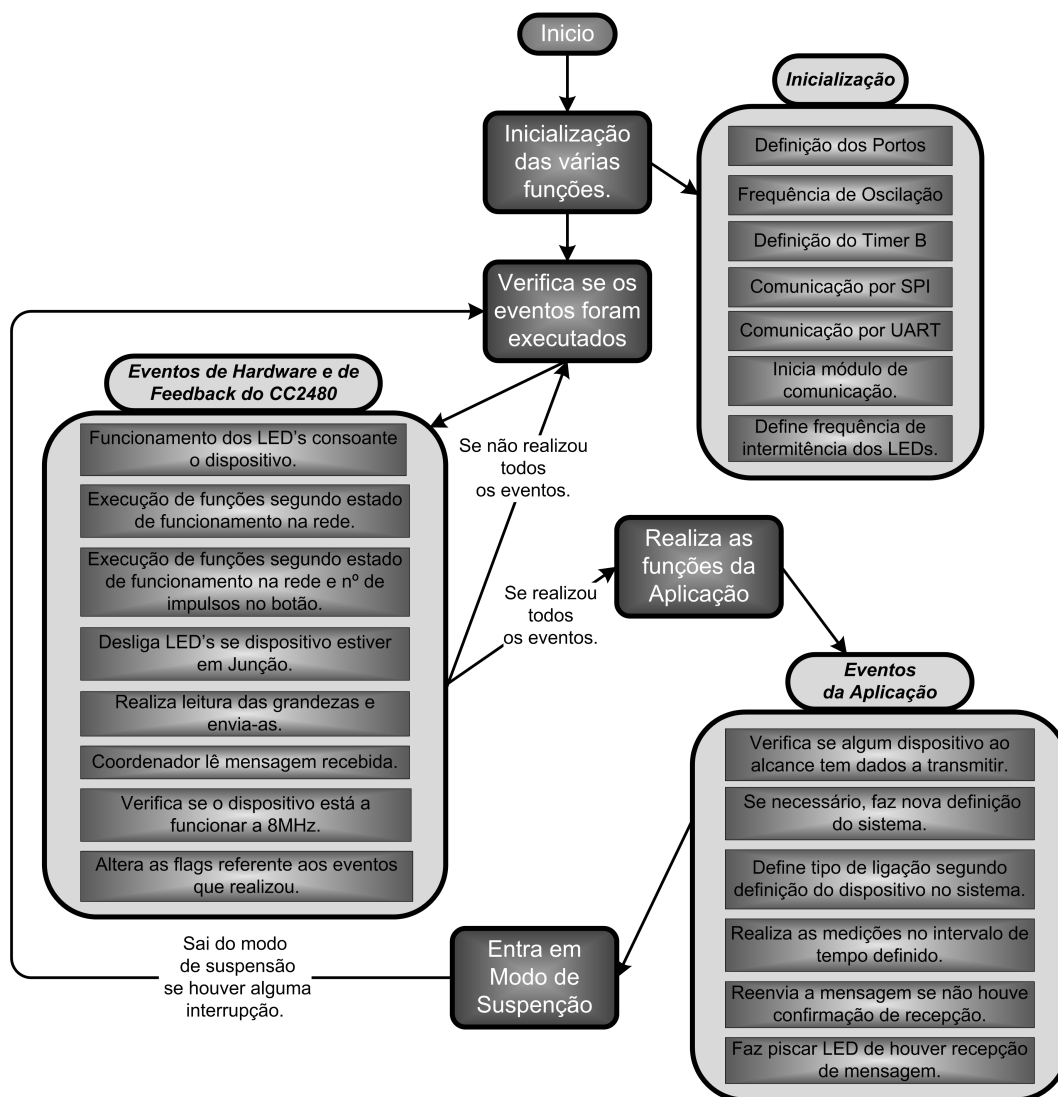 Inicio
Inicialização
das várias
funções.
Inicialização
Definição dos Portos
Frequência de Oscilação
Definição do Timer B
Comunicação por SPI
Comunicação por UART
Inicia módulo de
comunicação.
Define frequência de
intermitência dos LEDs.
Verifica se os
eventos foram
executados
Eventos de Hardware e de
Feedback do CC2480
Funcionamento dos LED's consoante
o dispositivo.
Execução de funções segundo estado
de funcionamento na rede.
Execução de funções segundo estado
de funcionamento na rede e nº de
impulsos no botão.
Desliga LED's se dispositivo estiver
em Junção.
Realiza leitura das grandezas e
envia-as.
Coordenador lê mensagem recebida.
Verifica se o dispositivo está a
funcionar a 8MHz.
Altera as flags referente aos eventos
que realizou.
Se não realizou
todos
os eventos.
Se realizou
todos
os eventos.
Realiza as
funções da
Aplicação
Eventos
da Aplicação
Verifica se algum dispositivo ao
alcance tem dados a transmitir.
Se necessário, faz nova definição
do sistema.
Define tipo de ligação segundo
definição do dispositivo no sistema.
Realiza as medições no intervalo de
tempo definido.
Reenvia a mensagem se não houve
confirmação de recepção.
Faz piscar LED de houver recepção
de mensagem.
Entra em
Modo de
Suspenção
Sai do modo
de suspensão
se houver alguma
interrupção.